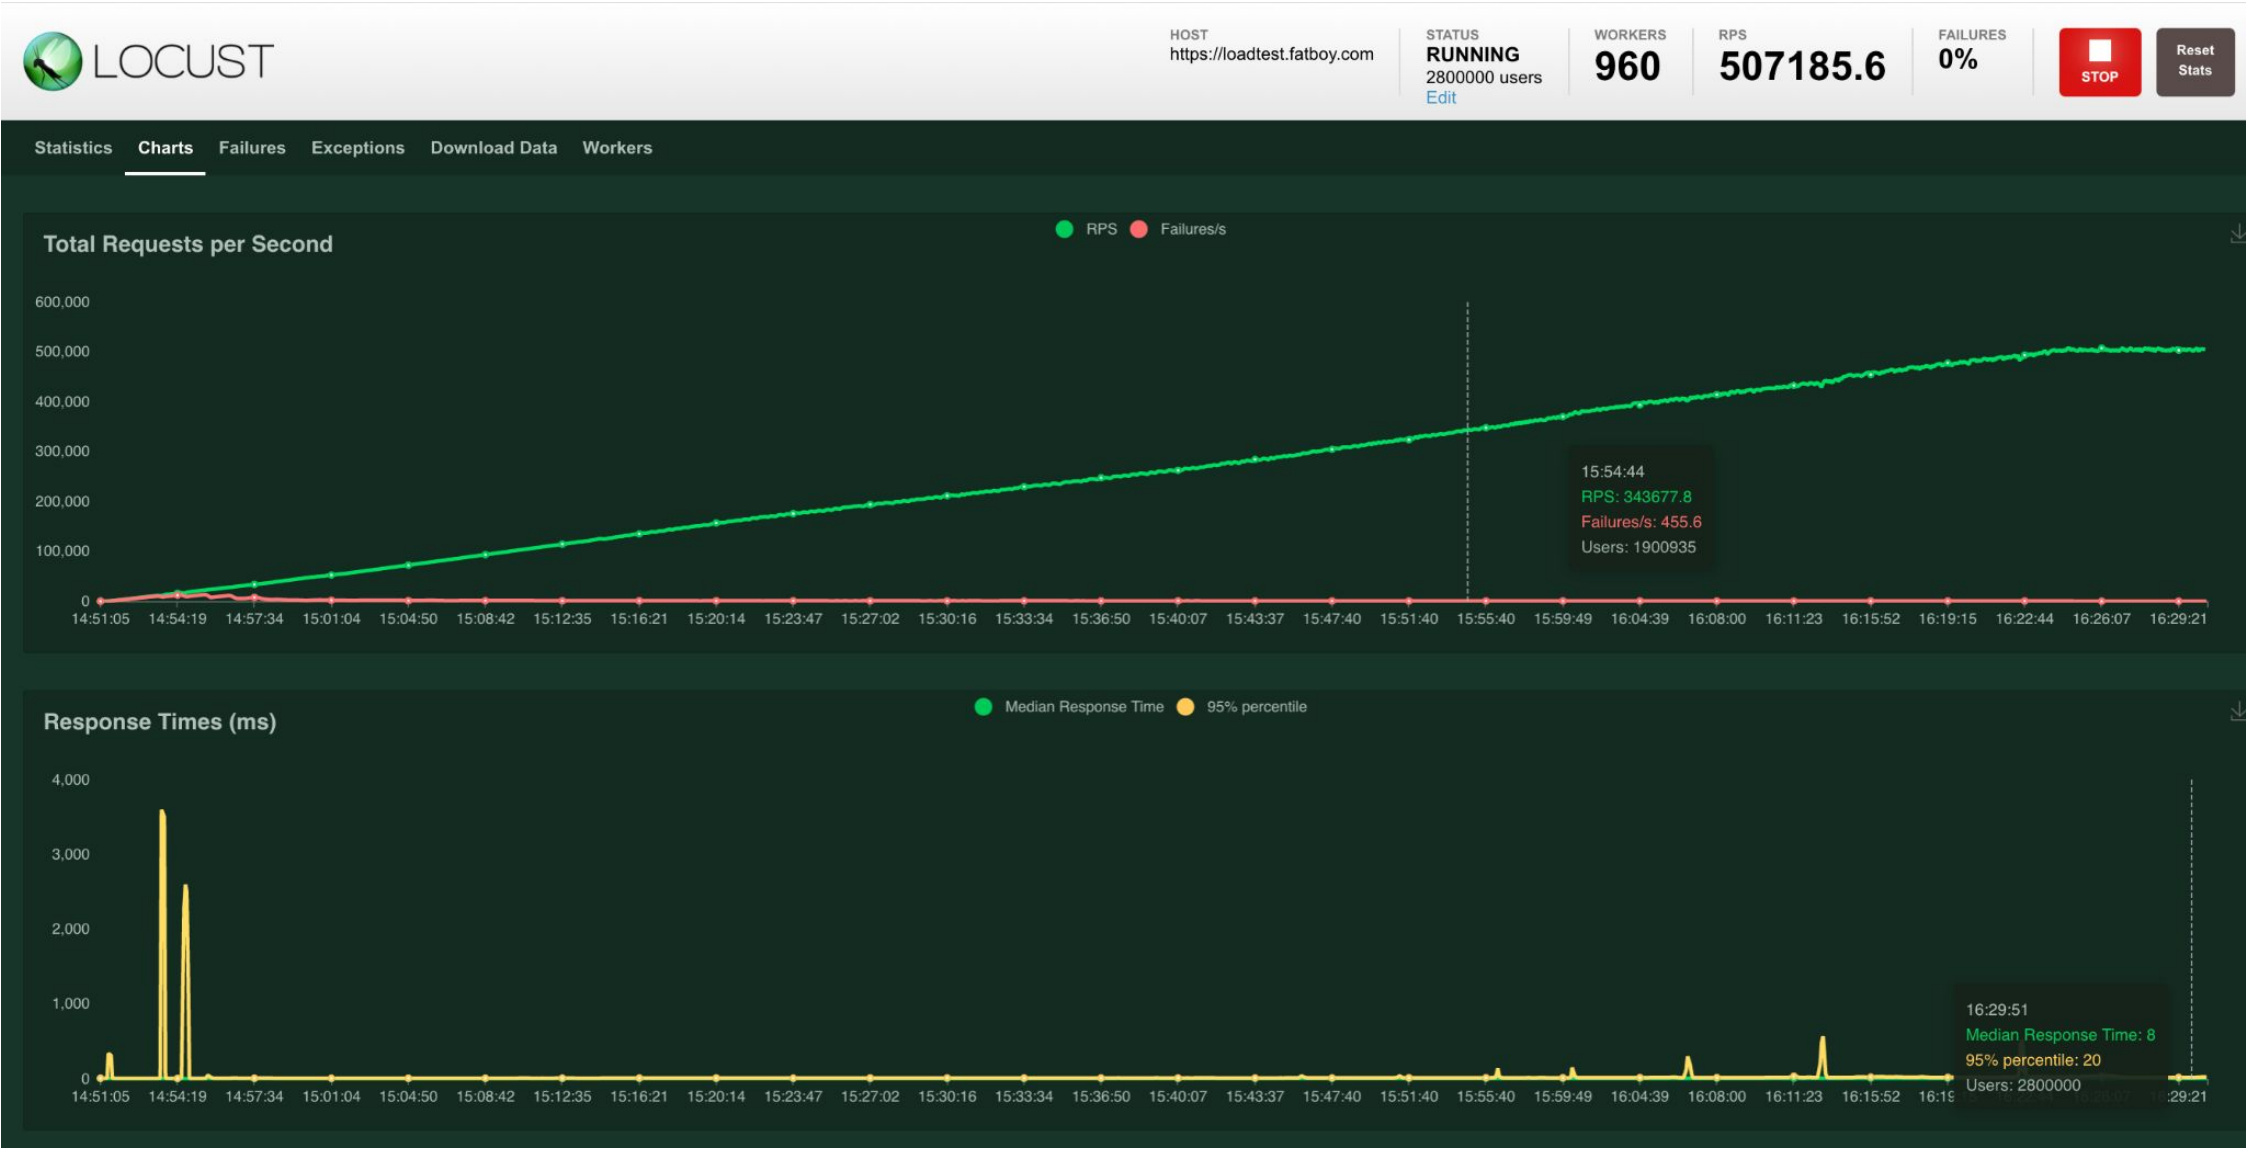 LOCUST
HOST
https://loadtest.fatboy.com
STATUS
RUNNING
2800000 users
Edit
WORKERS
960
RPS
507185.6
FAILURES
0%
STOP
Reset
Stats
Statistics Charts Failures Exceptions Download Data Workers
Total Requests per Second
RPS Failures/s
600,000
500,000
400,000
300,000
200,000
100,000
0
15:54:44
RPS: 343677.8
Failures/s: 455.6
Users: 1900935
14:51:05 14:54:19 14:57:34 15:01:04 15:04:50 15:08:42 15:12:35 15:16:21 15:20:14 15:23:47 15:27:02 15:30:16 15:33:34 15:36:50 15:40:07 15:43:37 15:47:40 15:51:40 15:55:40 15:59:49 16:04:39 16:08:00 16:11:23 16:15:52 16:19:15 16:22:44 16:26:07 16:29:21
Response Times (ms)
Median Response Time 95% percentile
4,000
3,000
2,000
1,000
0
16:29:51
Median Response Time: 8
95% percentile: 20
Users: 2800000
14:51:05 14:54:19 14:57:34 15:01:04 15:04:50 15:08:42 15:12:35 15:16:21 15:20:14 15:23:47 15:27:02 15:30:16 15:33:34 15:36:50 15:40:07 15:43:37 15:47:40 15:51:40 15:55:40 15:59:49 16:04:39 16:08:00 16:11:23 16:15:52 16:19 :29:21